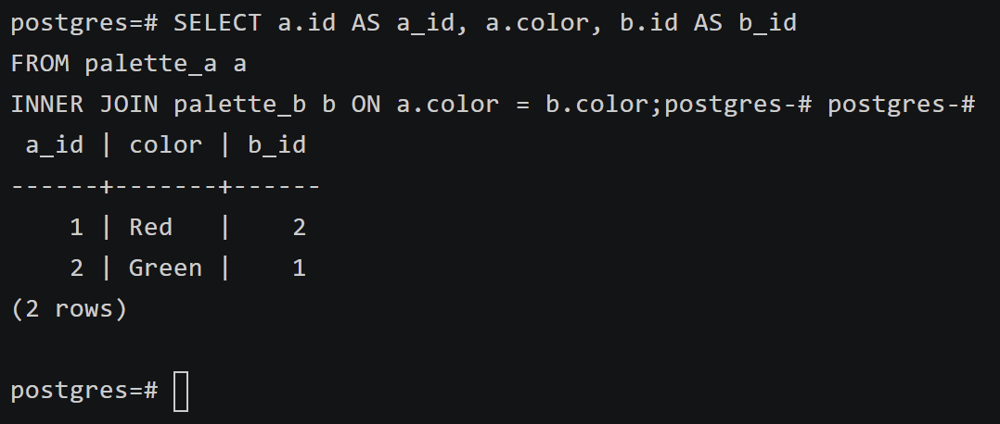 postgres=# SELECT a.id AS a_id, a.color, b.id AS b_id
FROM palette_a a
INNER JOIN palette_b b ON a.color = b.color;postgres-# postgres-#
 a_id | color | b_id
------+-------+------
    1 | Red   |    2
    2 | Green |    1
(2 rows)

postgres=#